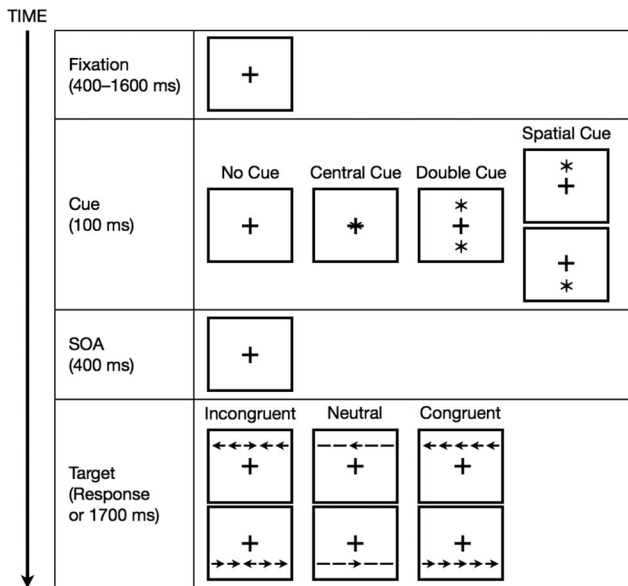 TIME
Fixation
(400–1600 ms)
Cue
(100 ms)
No Cue
Central Cue
Double Cue
Spatial Cue
SOA
(400 ms)
Target
(Response
or 1700 ms)
Incongruent
Neutral
Congruent